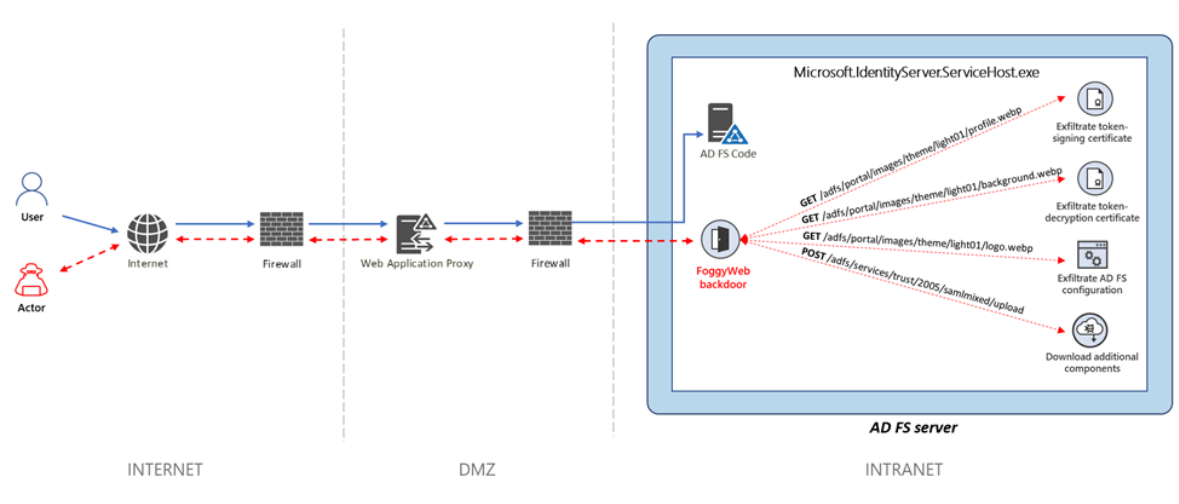 Microsoft.IdentityServer.ServiceHost.exe
User
Actor
Internet
Firewall
Web Application Proxy
Firewall
AD FS Code
FoggyWeb
backdoor
GET /adfs/portal/images/theme/light01/profile.webp
GET /adfs/portal/images/theme/light01/background.webp
GET /adfs/portal/images/theme/light01/logo.webp
POST /adfs/services/trust/2005/samlmixed/upload
Exfiltrate token-
signing certificate
Exfiltrate token-
decryption certificate
Exfiltrate AD FS
configuration
Download additional
components
AD FS server
INTERNET
DMZ
INTRANET